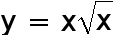 y = x√x